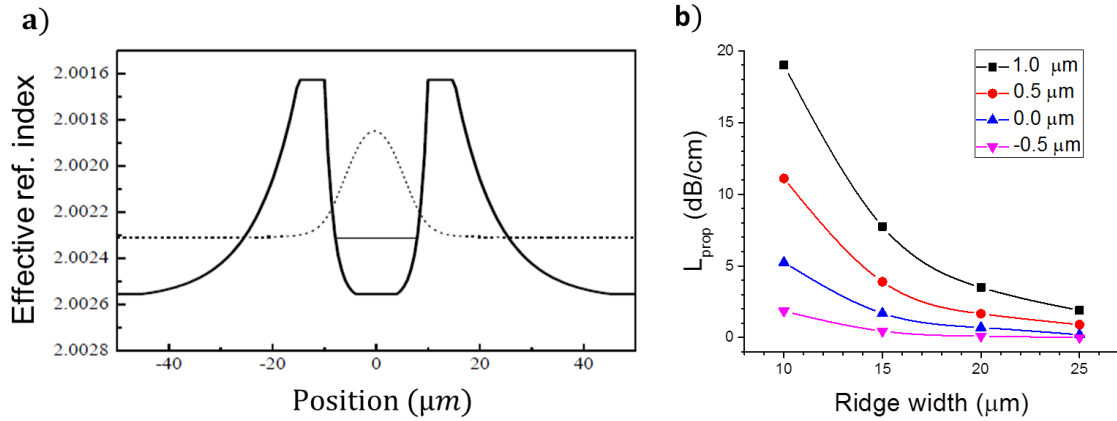 a)
Effective ref. index
2.0016
2.0018
2.0020
2.0022
2.0024
2.0026
2.0028
-40
-20
0
20
40
Position (μm)
b)
L_prop (dB/cm)
20
15
10
5
0
1.0 μm
0.5 μm
0.0 μm
-0.5 μm
10
15
20
25
Ridge width (μm)